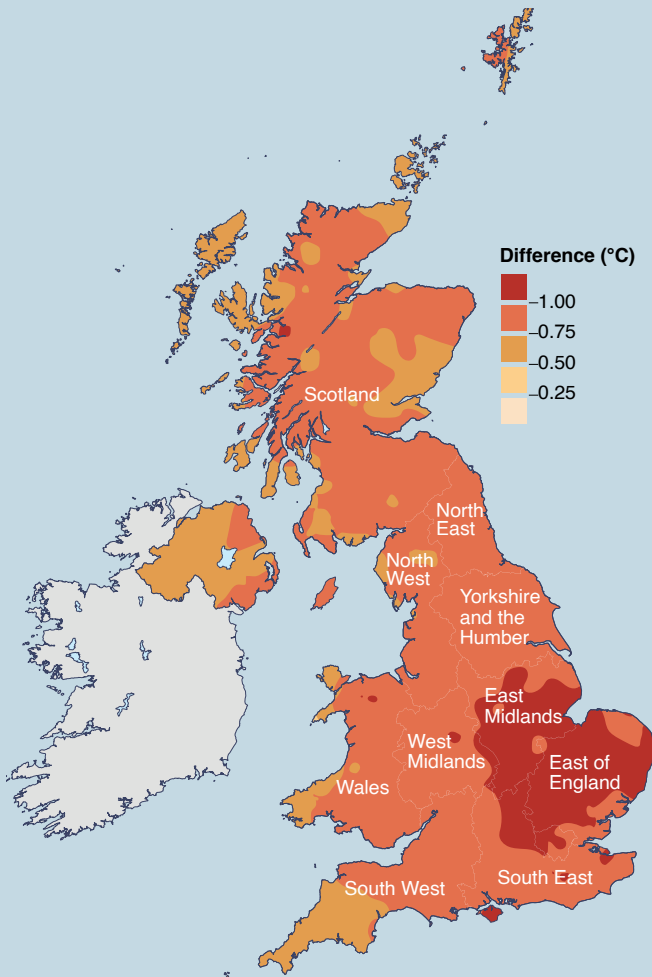 Difference (°C)
–1.00
–0.75
–0.50
–0.25
Scotland
North
East
North
West
Yorkshire
and the
Humber
East
Midlands
West
Midlands
East of
England
Wales
South East
South West